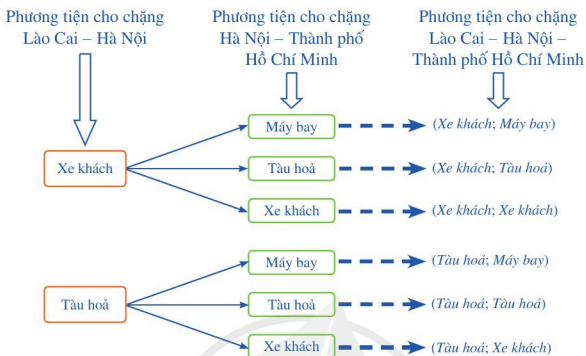 Phương tiện cho chặng
Lào Cai – Hà Nội
Phương tiện cho chặng
Hà Nội – Thành phố
Hồ Chí Minh
Phương tiện cho chặng
Lào Cai – Hà Nội –
Thành phố Hồ Chí Minh
Xe khách
Máy bay
(Xe khách; Máy bay)
Tàu hoả
(Xe khách; Tàu hoả)
Xe khách
(Xe khách; Xe khách)
Tàu hoả
Máy bay
(Tàu hoả; Máy bay)
Tàu hoả
(Tàu hoả; Tàu hoả)
Xe khách
(Tàu hoả; Xe khách)